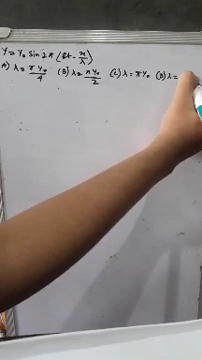 Y = Y₀ sin 2π (ft - x/λ)
A) λ = πY₀/4 (B) λ = πY₀/2 (C) λ = πY₀ (D) λ =